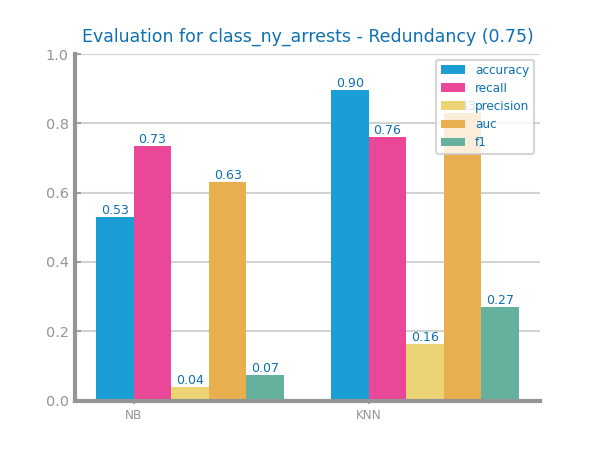 Evaluation for class_ny_arrests - Redundancy (0.75)
1.0
0.8
0.6
0.4
0.2
0.0
0.53
0.73
0.04
0.63
0.07
0.90
0.76
0.16
0.27
accuracy
recall
precision
auc
f1
NB
KNN